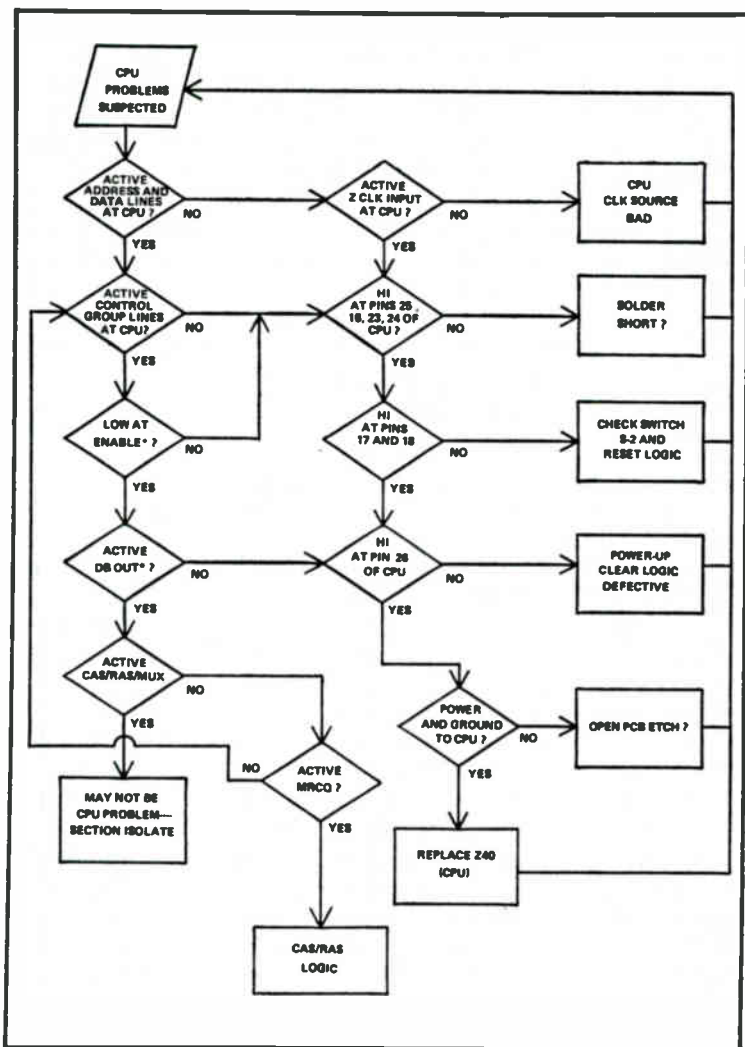 CPU
PROBLEMS
SUSPECTED
ACTIVE
ADDRESS AND
DATA LINES
AT CPU ?
NO
YES
ACTIVE
Z CLK INPUT
AT CPU ?
NO
YES
CPU
CLK SOURCE
BAD
ACTIVE
CONTROL
GROUP LINES
AT CPU?
NO
YES
HI
AT PINS 25
16, 23, 24 OF
CPU ?
NO
YES
SOLDER
SHORT ?
LOW AT
ENABLE* ?
NO
YES
HI
AT PINS
17 AND 18
NO
YES
CHECK SWITCH
S-2 AND
RESET LOGIC
ACTIVE
DB OUT* ?
NO
YES
HI
AT PIN 26
OF CPU
NO
YES
POWER-UP
CLEAR LOGIC
DEFECTIVE
ACTIVE
CAS/RAS/MUX
NO
YES
POWER
AND GROUND
TO CPU ?
NO
YES
OPEN PCB ETCH ?
MAY NOT BE
CPU PROBLEM—
SECTION ISOLATE
NO
ACTIVE
MRCQ ?
YES
REPLACE Z40
(CPU)
CAS/RAS
LOGIC